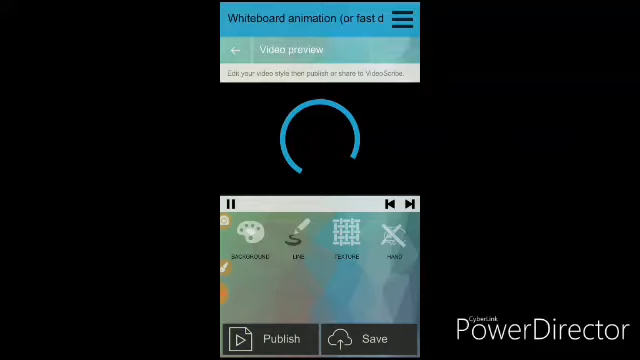 Whiteboard animation (or fast d
Video preview
Edit your video style then publish or share to VideoScribe.
BACKGROUND
LINE
TEXTURE
HAND
Publish
Save
CyberLink
PowerDirector